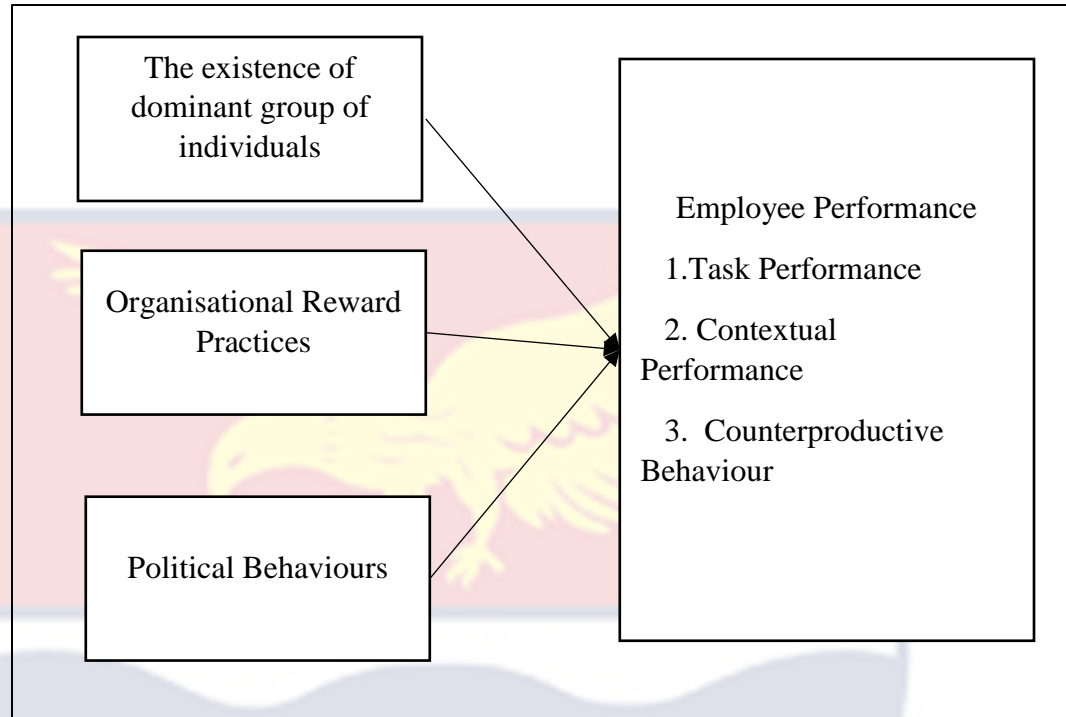 The existence of
dominant group of
individuals
Organisational Reward
Practices
Political Behaviours
Employee Performance
1.Task Performance
2. Contextual
Performance
3. Counterproductive
Behaviour